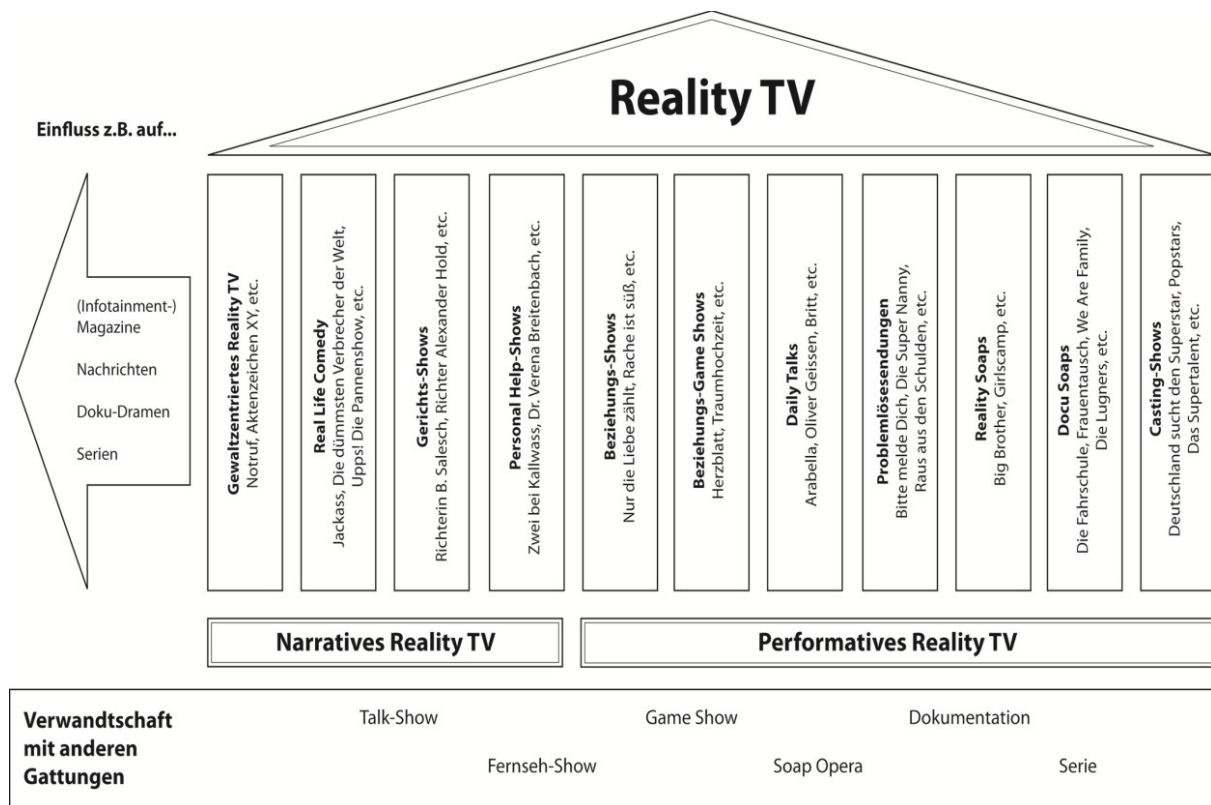 Reality TV
Einfluss z.B. auf...
(Infotainment-)
Magazine
Nachrichten
Doku-Dramen
Serien
Gewaltzentriertes Reality TV
Notruf, Aktenzeichen XY, etc.
Real Life Comedy
Jackass, Die dümmsten Verbrecher der Welt,
Upps! Die Pannenshow, etc.
Gerichts-Shows
Richterin B. Salesch, Richter Alexander Hold, etc.
Personal Help-Shows
Zwei bei Kallwass, Dr. Verena Breitenbach, etc.
Beziehungs-Shows
Nur die Liebe zählt, Rache ist süß, etc.
Beziehungs-Game Shows
Herzblatt, Traumhochzeit, etc.
Daily Talks
Arabella, Oliver Geissen, Britt, etc.
Problemlösesendungen
Bitte melde Dich, Die Super Nanny,
Raus aus den Schulden, etc.
Reality Soaps
Big Brother, Girlscamp, etc.
Docu Soaps
Die Fahrschule, Frauentausch, We Are Family,
Die Lugners, etc.
Casting-Shows
Deutschland sucht den Superstar, Popstars,
Das Supertalent, etc.
Narratives Reality TV
Performatives Reality TV
Verwandtschaft
mit anderen
Gattungen
Talk-Show
Game Show
Dokumentation
Fernseh-Show
Soap Opera
Serie